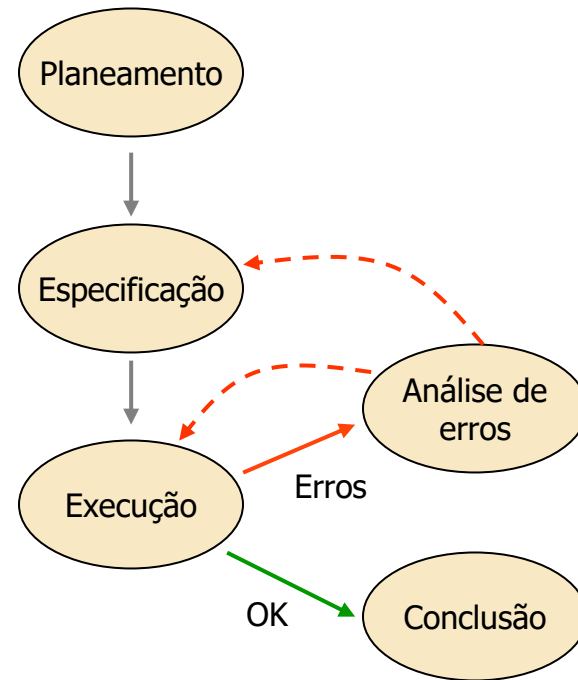 Planeamento
Especificação
Análise de
erros
Execução
Erros
OK
Conclusão